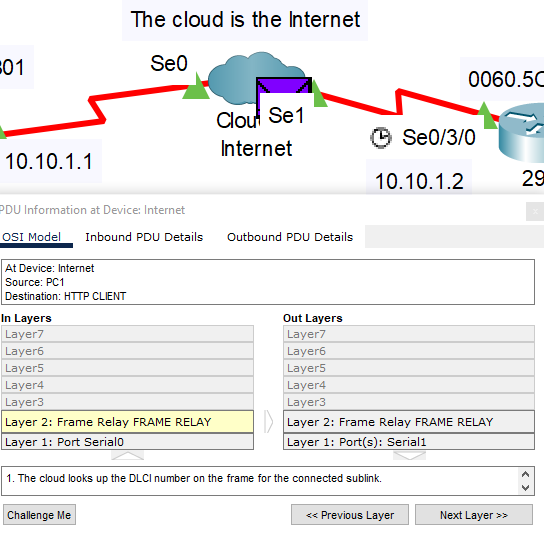 The cloud is the Internet
801
Se0
0060.5C
Clou
Se1
Internet
Se0/3/0
10.10.1.1
10.10.1.2
29
PDU Information at Device: Internet
OSI Model
Inbound PDU Details
Outbound PDU Details
At Device: Internet
Source: PC1
Destination: HTTP CLIENT
In Layers
Out Layers
Layer7
Layer7
Layer6
Layer6
Layer5
Layer5
Layer4
Layer4
Layer3
Layer3
Layer 2: Frame Relay FRAME RELAY
Layer 2: Frame Relay FRAME RELAY
Layer 1: Port Serial0
Layer 1: Port(s): Serial1
1. The cloud looks up the DLCI number on the frame for the connected sublink.
Challenge Me
<< Previous Layer
Next Layer >>